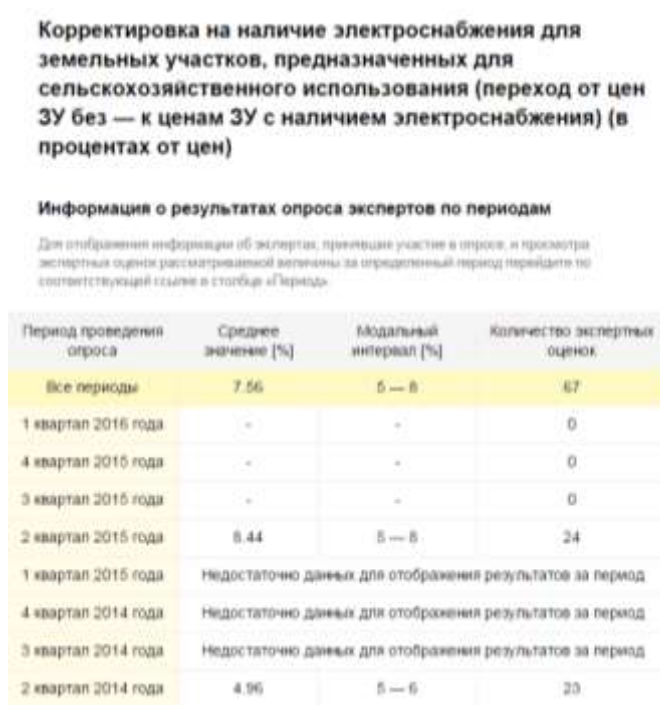 Корректировка на наличие электроснабжения для
земельных участков, предназначенных для
сельскохозяйственного использования (переход от цен
ЗУ без — к ценам ЗУ с наличием электроснабжения) (в
процентах от цен)
Информация о результатах опроса экспертов по периодам
Для отображения информации об экспертах, принявших участие в опросе, и просмотра
экспертных оценок рассматриваемой величины за определенный период перейдите по
соответствующей ссылке в столбце «Период».
Период проведения опроса Среднее значение [%] Модальный интервал [%] Количество экспертных оценок
Все периоды 7.56 5 — 8 67
1 квартал 2016 года - - 0
4 квартал 2015 года - - 0
3 квартал 2015 года - - 0
2 квартал 2015 года 5 — 8 24
1 квартал 2015 года Недостаточно данных для отображения результатов за период
4 квартал 2014 года Недостаточно данных для отображения результатов за период
3 квартал 2014 года Недостаточно данных для отображения результатов за период
2 квартал 2014 года 4.96 5 — 6 23